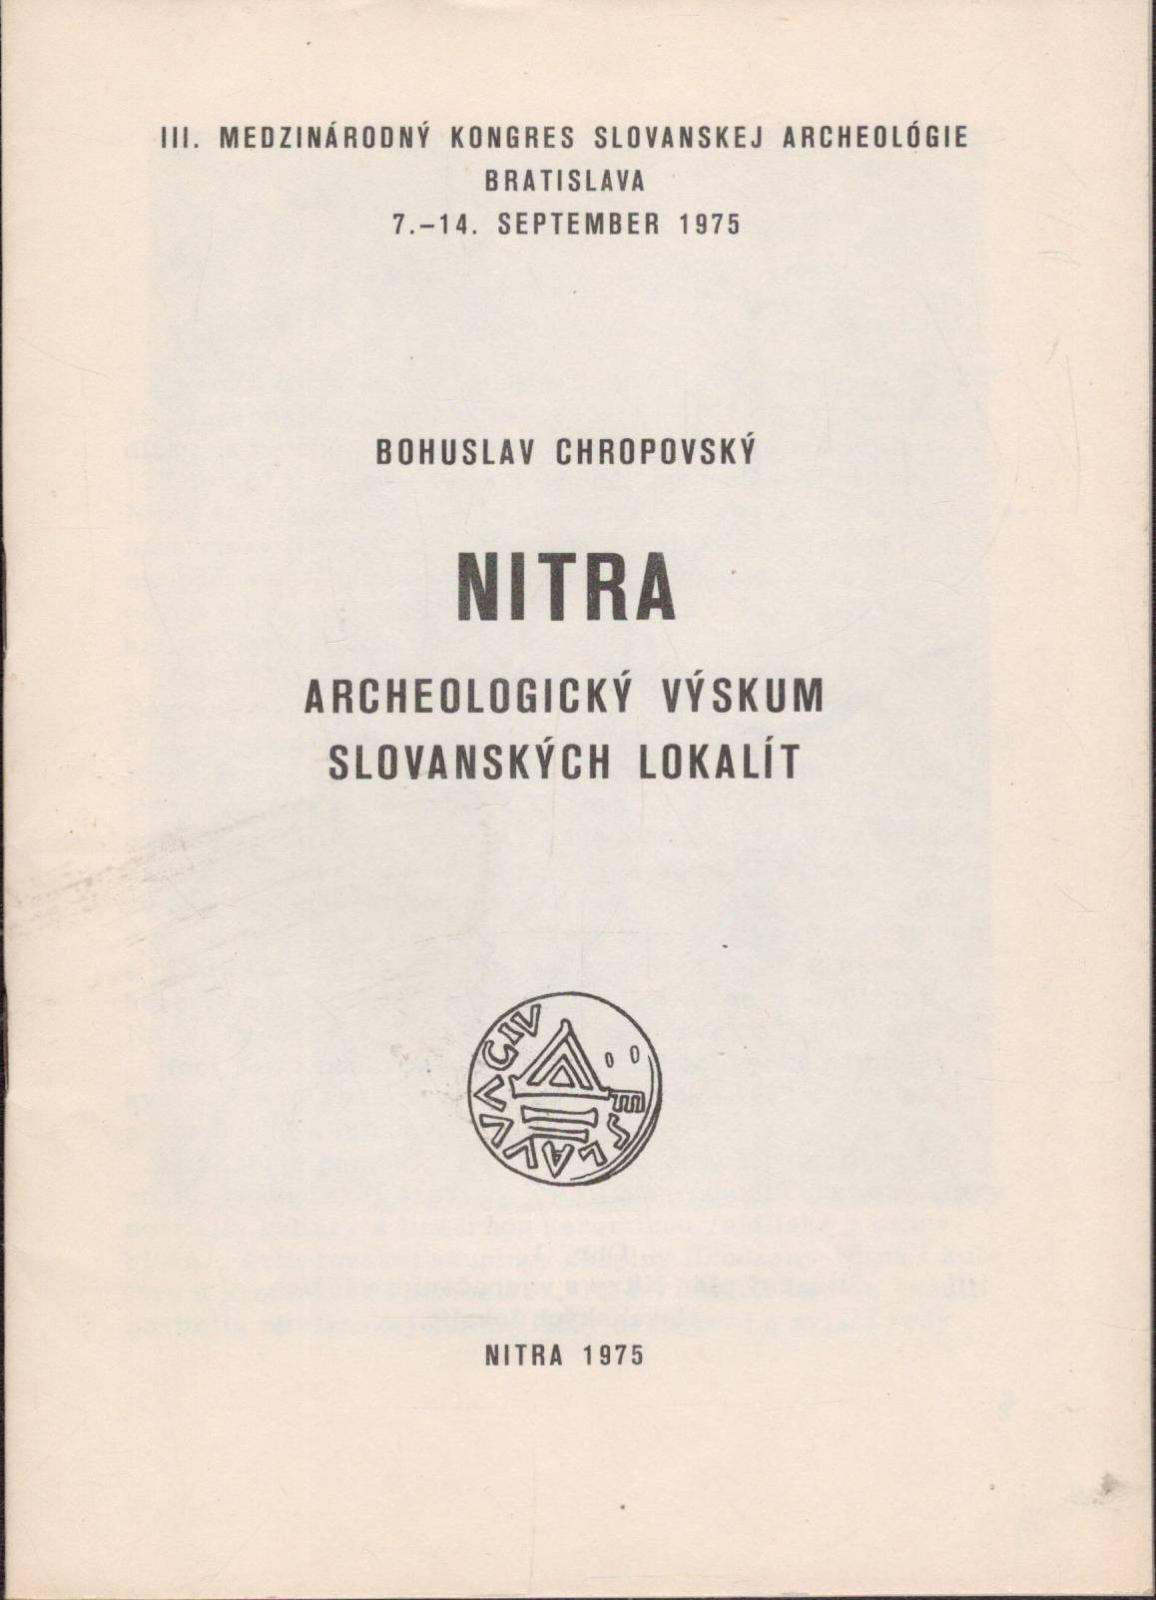 III. MEDZINÁRODNÝ KONGRES SLOVANSKEJ ARCHEOLÓGIE
BRATISLAVA
7.–14. SEPTEMBER 1975
BOHUSLAV CHROPOVSKÝ
NITRA
ARCHEOLOGICKÝ VÝSKUM
SLOVANSKÝCH LOKALÍT
NITRA 1975